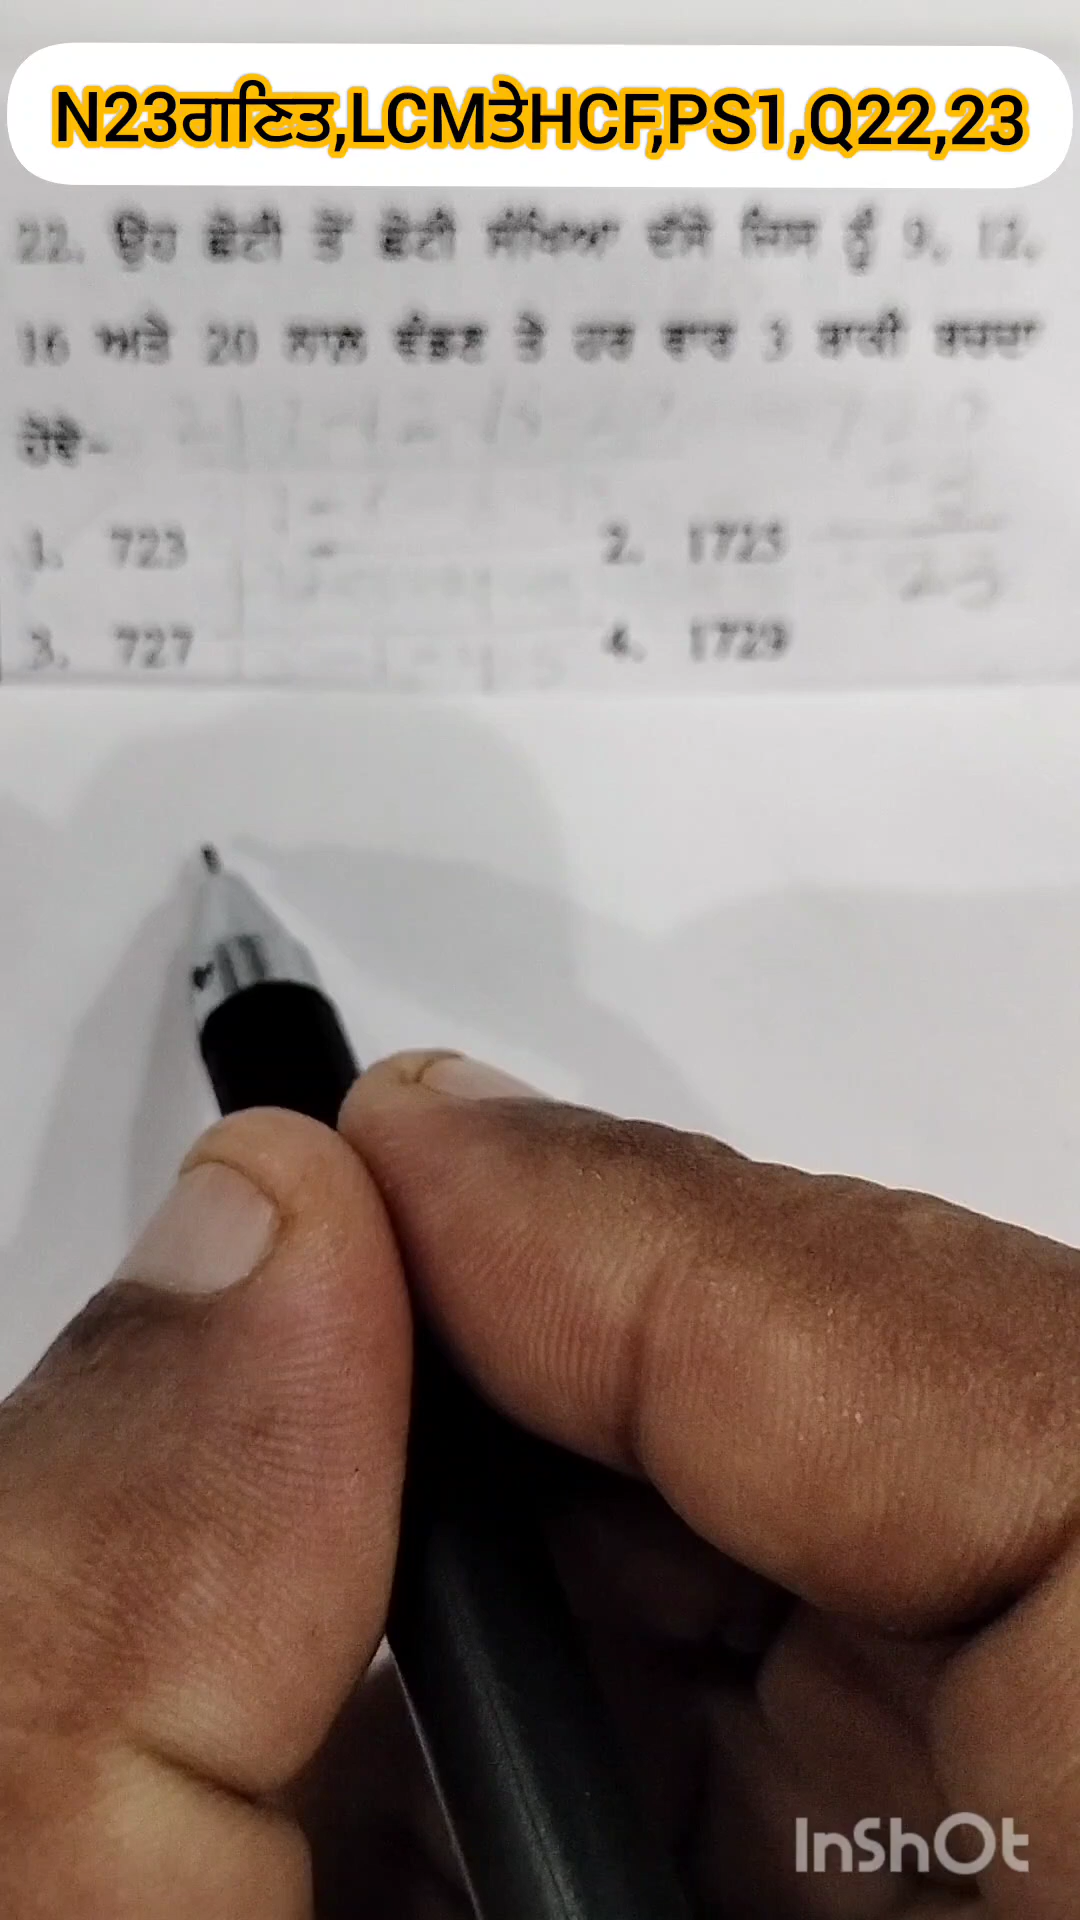 N23ਗਣਿਤ,LCMਤੇHCF,PS1,Q22,23
22. ਉਹ ਛੋਟੀ ਤੋਂ ਛੋਟੀ ਸੰਖਿਆ ਦੱਸੋ ਜਿਸ ਨੂੰ 9, 12,
16 ਅਤੇ 20 ਨਾਲ ਵੰਡਣ ਤੇ ਹਰ ਵਾਰ 3 ਬਾਕੀ ਬਚਦਾ
ਹੋਵੇ-
1. 723 2. 1725
3. 727 4. 1729
InShOt